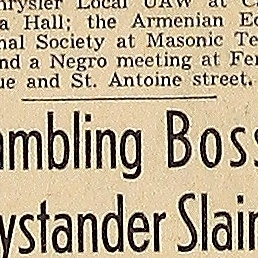 hrysler Local UAW at C
a Hall; the Armenian Ed
nal Society at Masonic Te
nd a Negro meeting at Fer
ue and St. Antoine street.
ambling Boss
ystander Slain